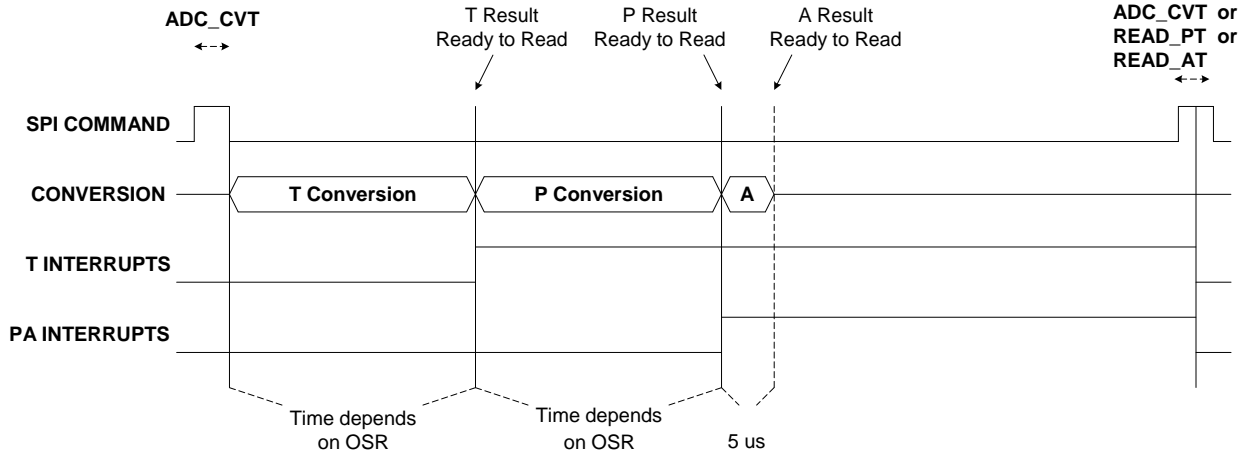 ADC_CVT
T Result
Ready to Read
P Result
Ready to Read
A Result
Ready to Read
ADC_CVT or
READ_PT or
READ_AT
SPI COMMAND
CONVERSION
T Conversion
P Conversion
A
T INTERRUPTS
PA INTERRUPTS
Time depends
on OSR
Time depends
on OSR
5 us